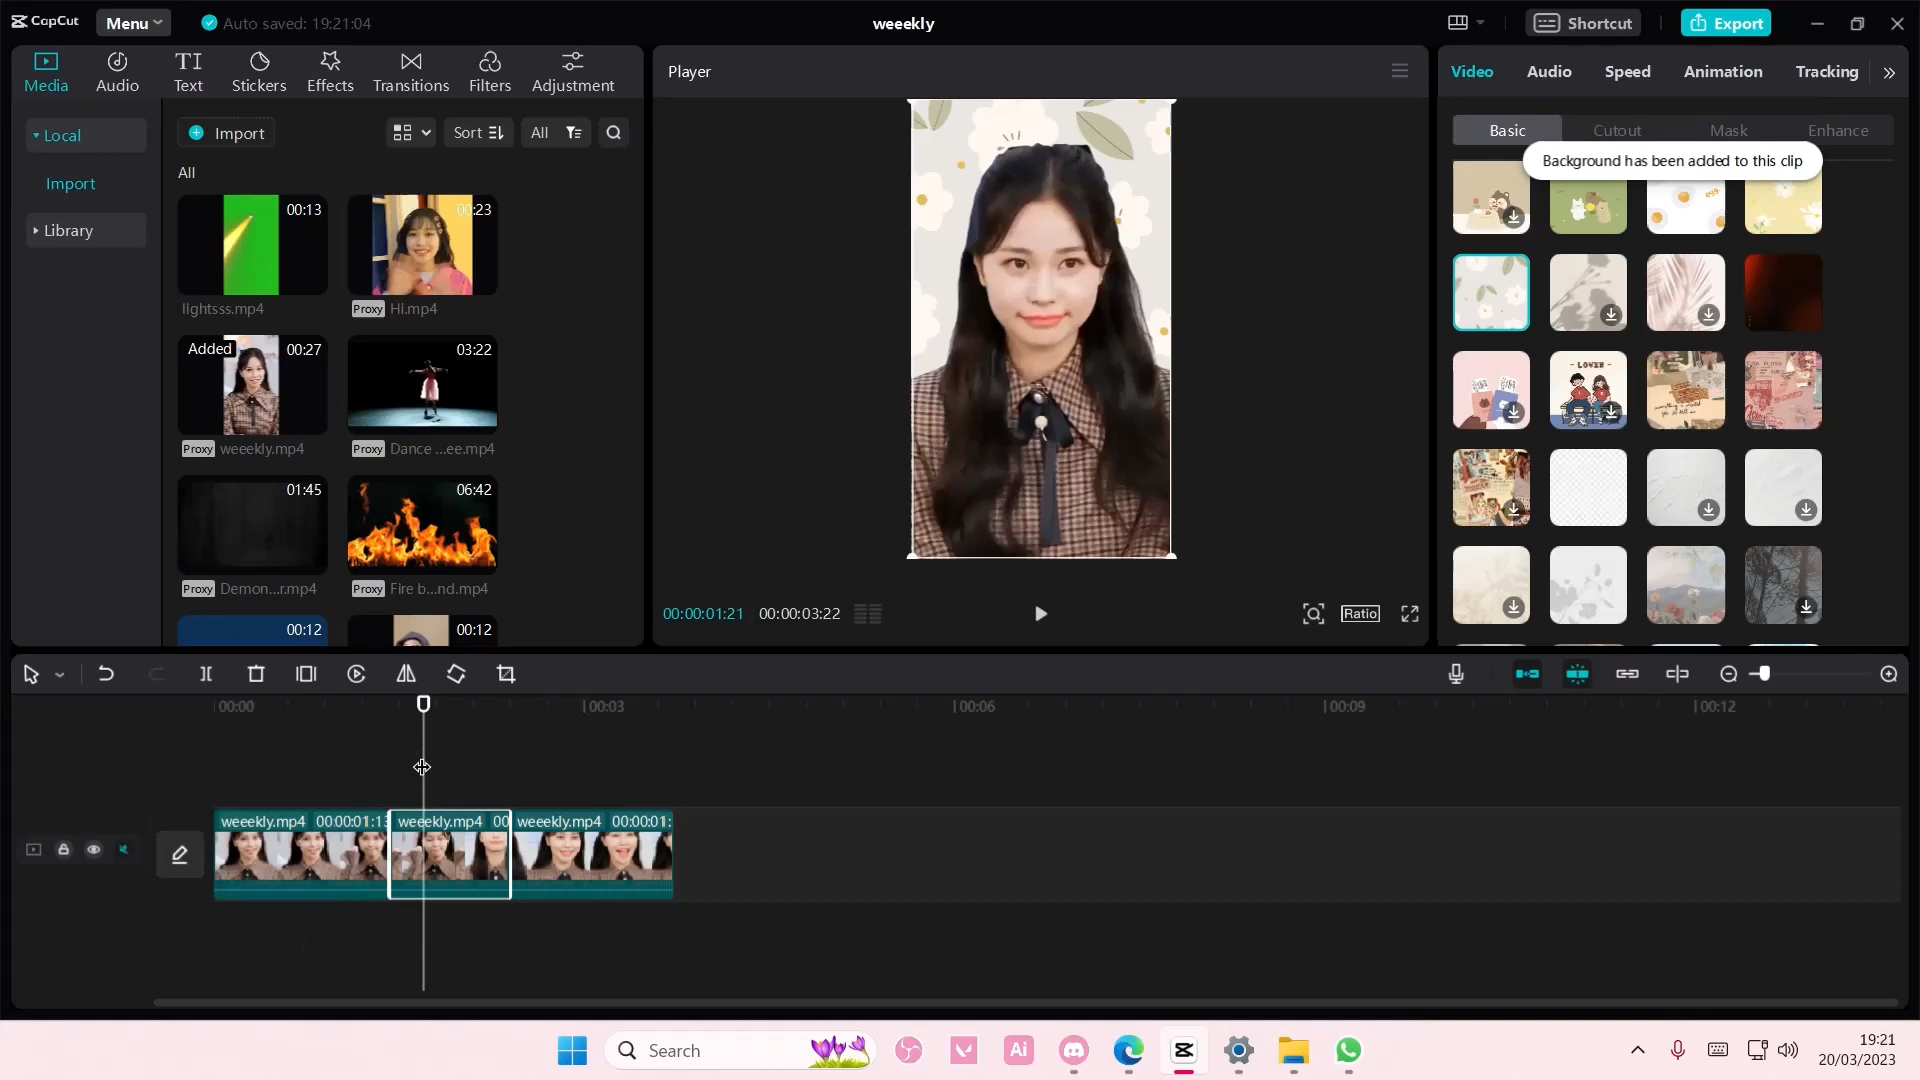 CapCut
Menu
Auto saved: 19:21:04
weeekly
Shortcut
Export
Media
Audio
Text
Stickers
Effects
Transitions
Filters
Adjustment
Local
Import
Library
Import
Sort
All
All
00:13
lightsss.mp4
00:23
Proxy Hi.mp4
Added
00:27
Proxy weeekly.mp4
03:22
Proxy Dance ...ee.mp4
01:45
Proxy Demon...r.mp4
06:42
Proxy Fire b...nd.mp4
00:12
00:12
Player
00:00:01:21
00:00:03:22
Ratio
Video
Audio
Speed
Animation
Tracking
Basic
Cutout
Mask
Enhance
Background has been added to this clip
00:00
00:03
00:06
00:09
00:12
weeekly.mp4 00:00:01:13
weeekly.mp4 00
weeekly.mp4 00:00:01:
Search
Ai
19:21
20/03/2023